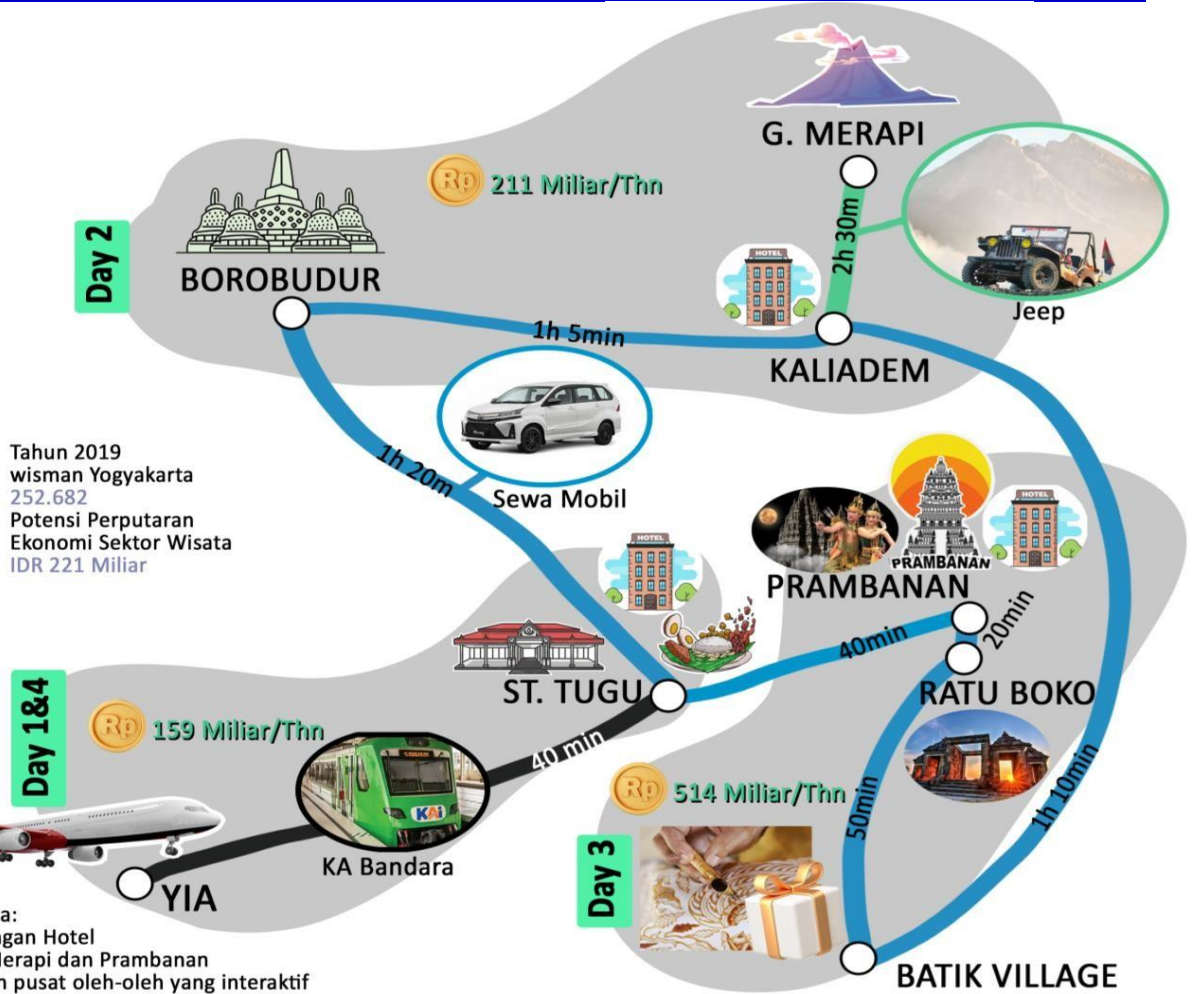 G. MERAPI
Rp 211 Miliar/Thn
Day 2
BOROBUDUR
2h 30m
HOTEL
Jeep
1h 5min
KALIADEM
Tahun 2019
wisman Yogyakarta
252.682
Potensi Perputaran
Ekonomi Sektor Wisata
IDR 221 Miliar
1h 20m
Sewa Mobil
HOTEL
HOTEL
PRAMBANAN
PRAMBANAN
40min
20min
ST. TUGU
RATU BOKO
Day 1&4
Rp 159 Miliar/Thn
40 min
KAI
KA Bandara
YIA
Rp 514 Miliar/Thn
50min
1h 10min
Day 3
BATIK VILLAGE
a:
gan Hotel
erapi dan Prambanan
pusat oleh-oleh yang interaktif